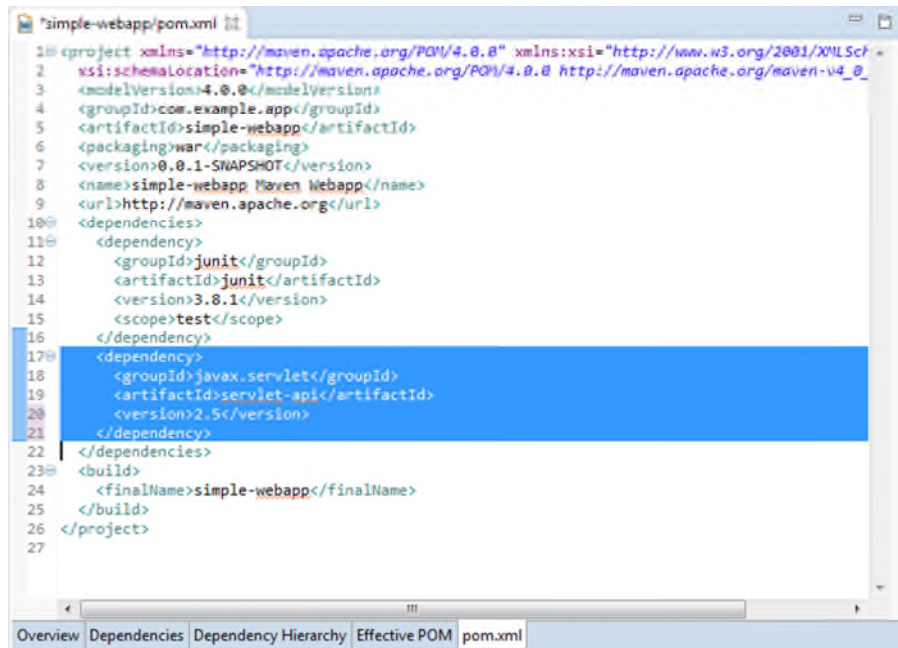 *simple-webapp/pom.xml
1 <project xmlns="http://maven.apache.org/POM/4.0.0" xmlns:xsi="http://www.w3.org/2001/XMLSch
2 xsi:schemaLocation="http://maven.apache.org/POM/4.0.0 http://maven.apache.org/maven-v4_0_
3 <modelVersion>4.0.0</modelVersion>
4 <groupId>com.example.app</groupId>
5 <artifactId>simple-webapp</artifactId>
6 <packaging>war</packaging>
7 <version>0.0.1-SNAPSHOT</version>
8 <name>simple-webapp Maven Webapp</name>
9 <url>http://maven.apache.org</url>
10 <dependencies>
11 <dependency>
12 <groupId>junit</groupId>
13 <artifactId>junit</artifactId>
14 <version>3.8.1</version>
15 <scope>test</scope>
16 </dependency>
17 <dependency>
18 <groupId>javax.servlet</groupId>
19 <artifactId>servlet-api</artifactId>
20 <version>2.5</version>
21 </dependency>
22 </dependencies>
23 <build>
24 <finalName>simple-webapp</finalName>
25 </build>
26 </project>
27
Overview Dependencies Dependency Hierarchy Effective POM pom.xml